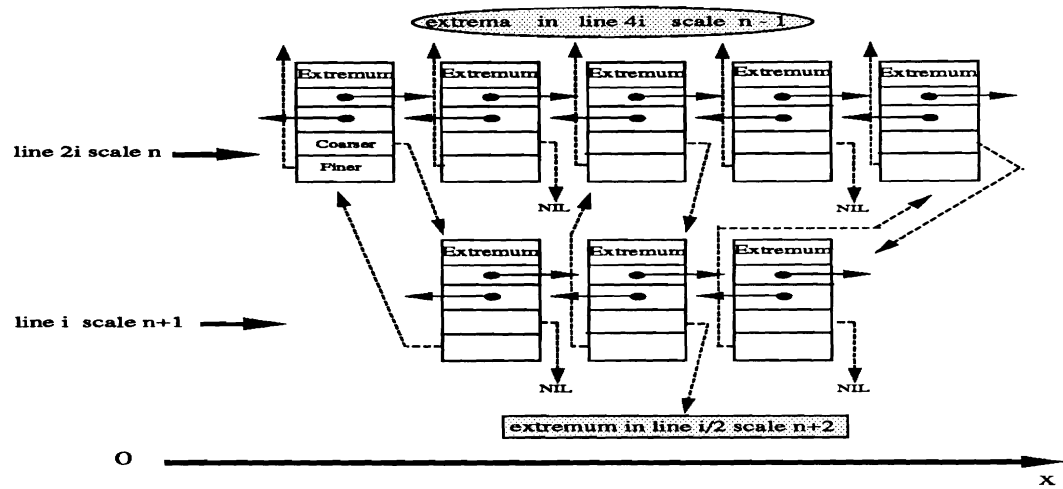 extrema in line 4i scale n - 1
Extremum Extremum Extremum Extremum Extremum
Coarser
line 2i scale n
Finer
NIL NIL
Extremum Extremum Extremum
line i scale n+1
NIL NIL
extremum in line i/2 scale n+2
O
x